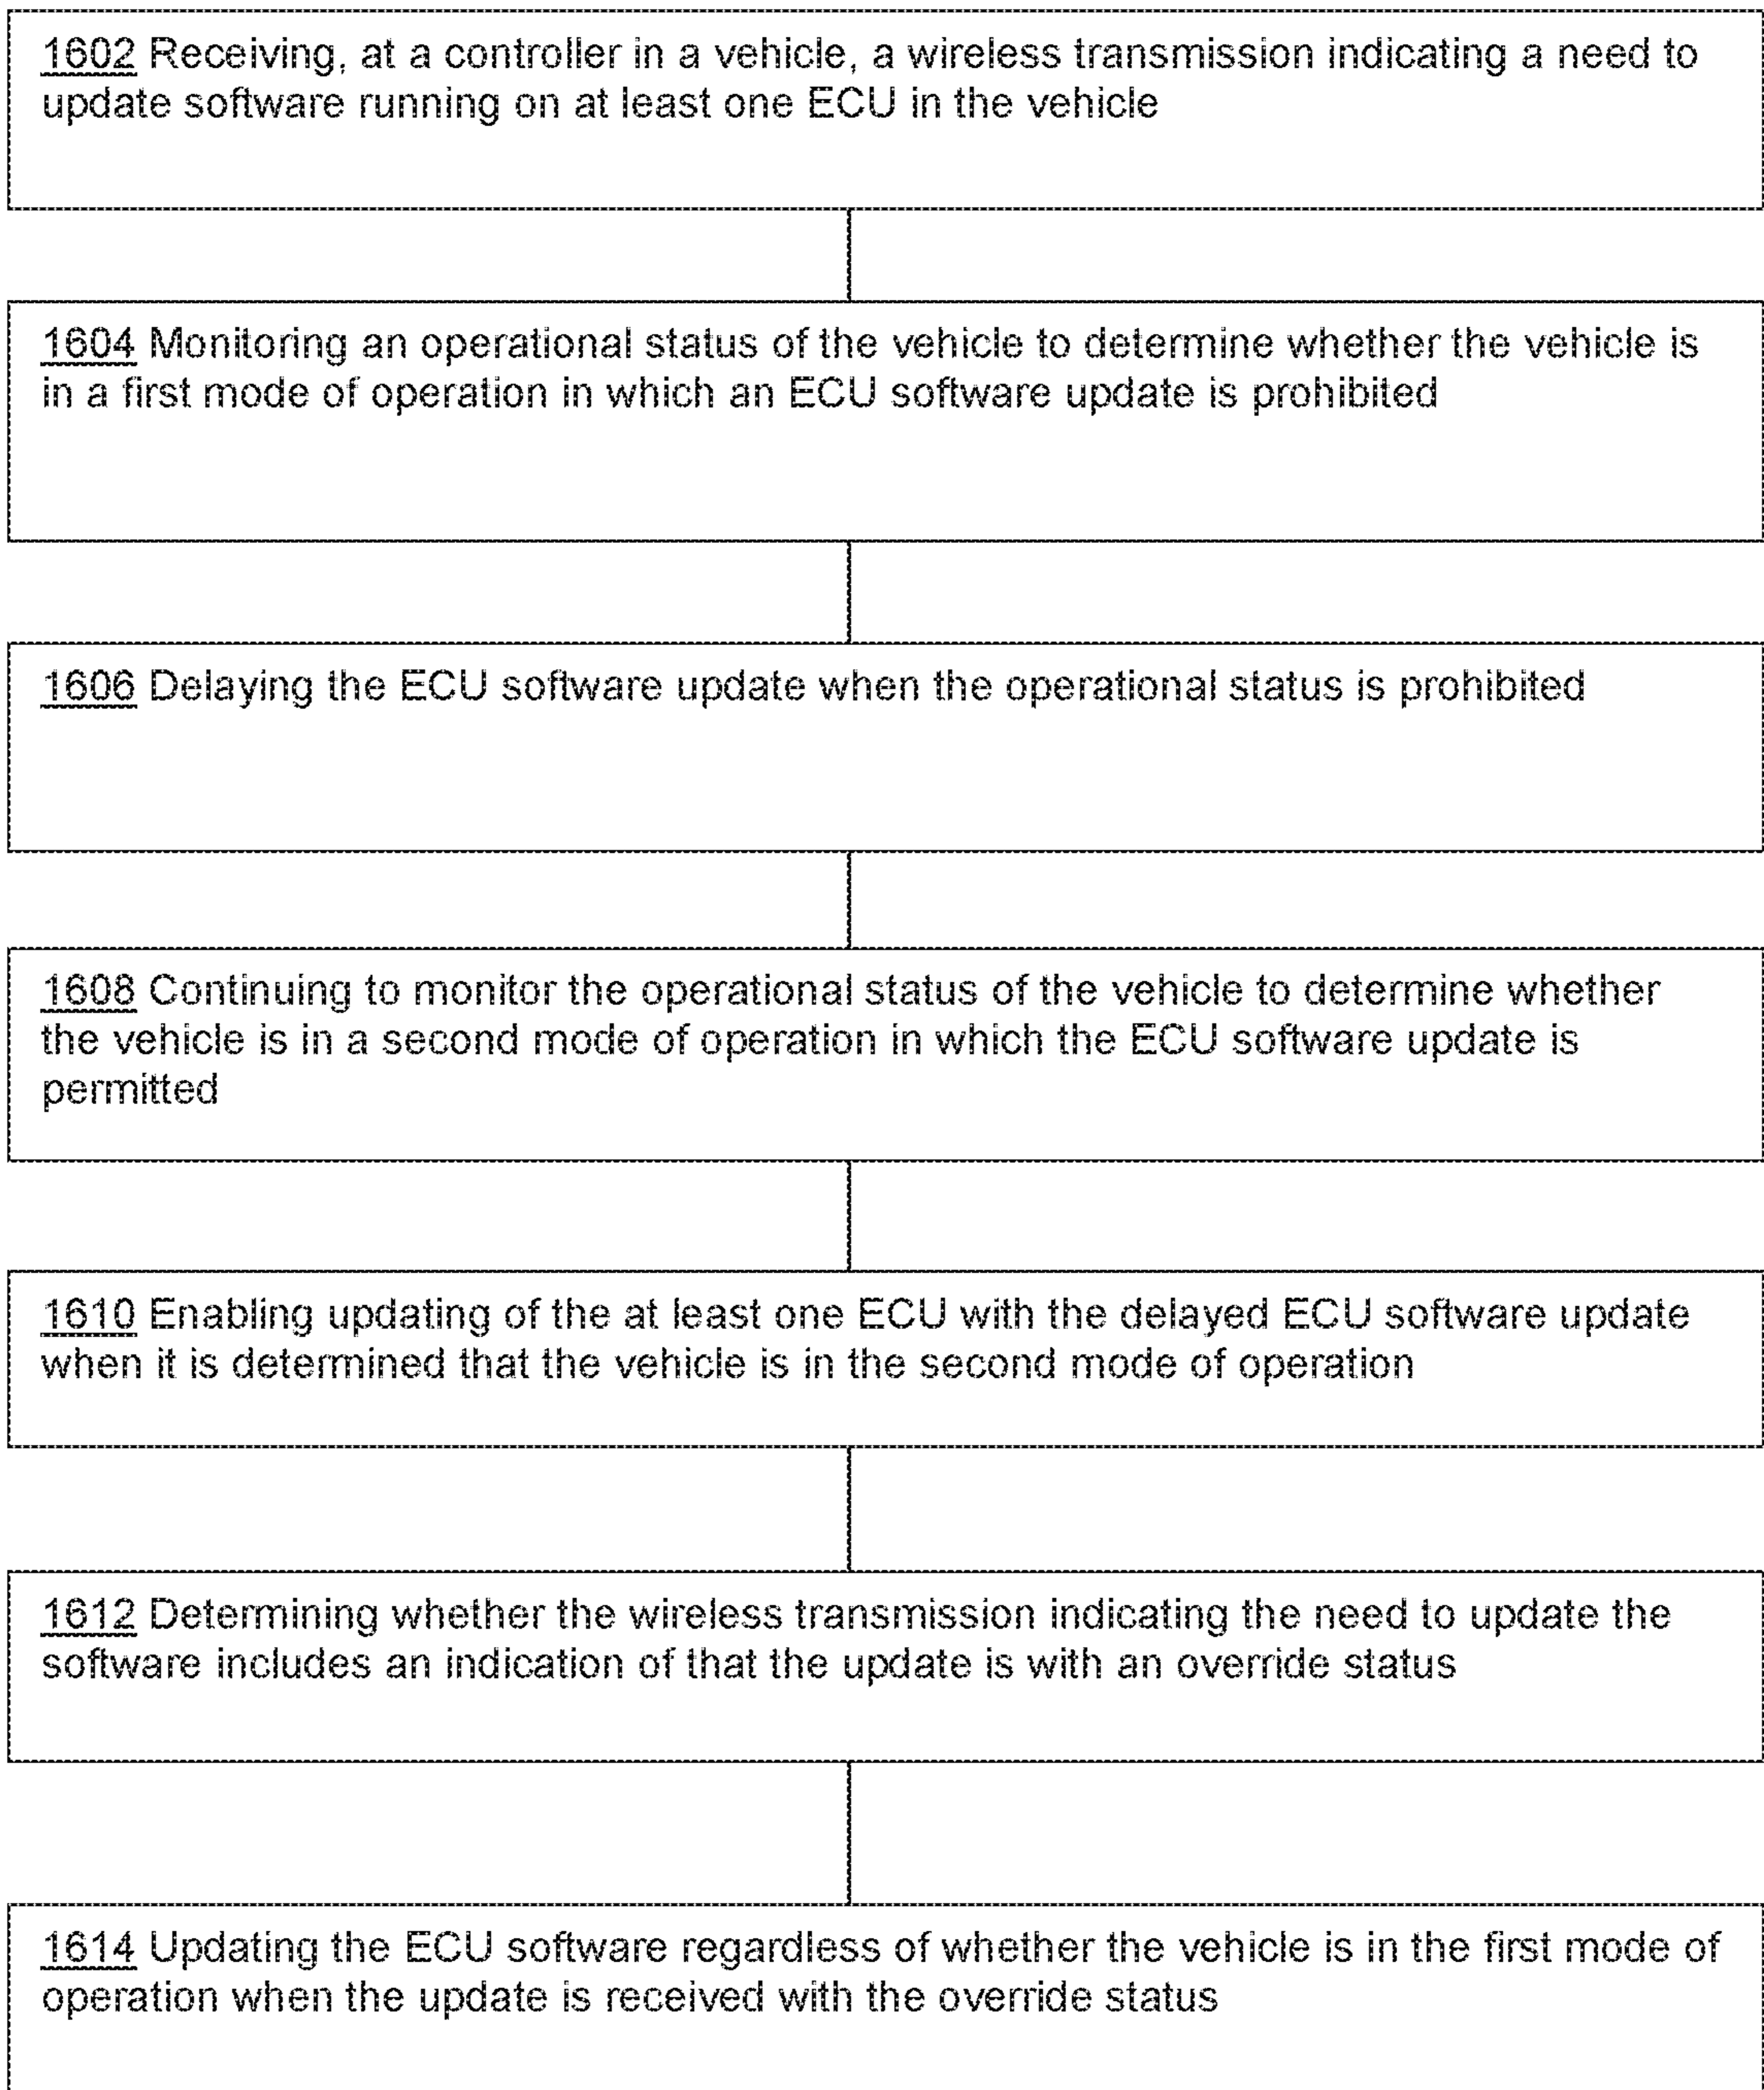 1602 Receiving, at a controller in a vehicle, a wireless transmission indicating a need to
update software running on at least one ECU in the vehicle
1604 Monitoring an operational status of the vehicle to determine whether the vehicle is
in a first mode of operation in which an ECU software update is prohibited
1606 Delaying the ECU software update when the operational status is prohibited
1608 Continuing to monitor the operational status of the vehicle to determine whether
the vehicle is in a second mode of operation in which the ECU software update is
permitted
1610 Enabling updating of the at least one ECU with the delayed ECU software update
when it is determined that the vehicle is in the second mode of operation
1612 Determining whether the wireless transmission indicating the need to update the
software includes an indication of that the update is with an override status
1614 Updating the ECU software regardless of whether the vehicle is in the first mode of
operation when the update is received with the override status